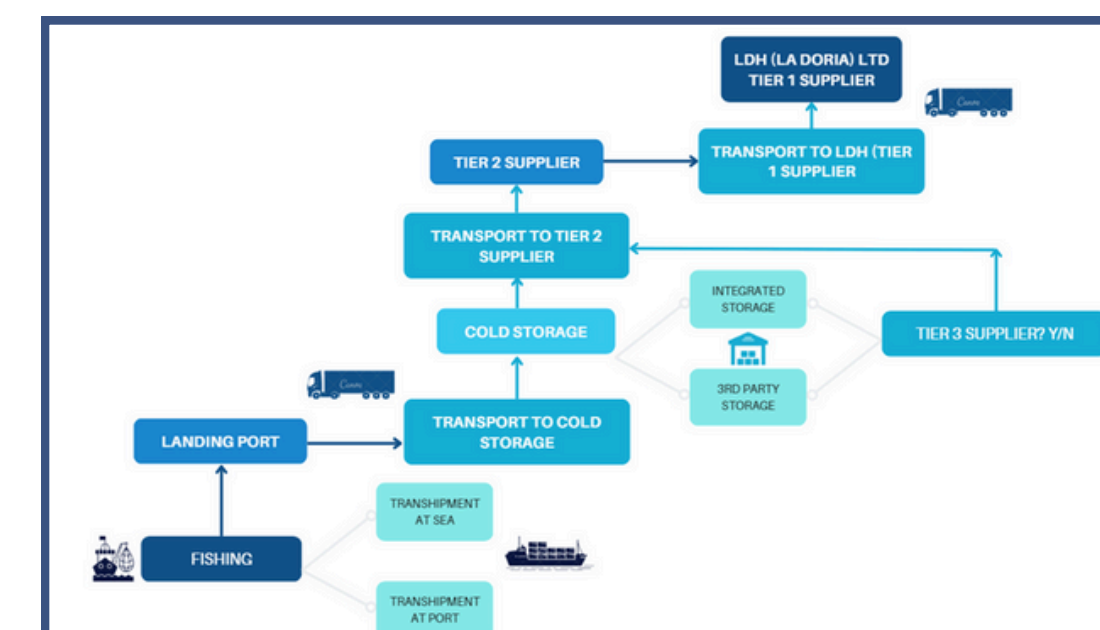 LDH (LA DORIA) LTD
TIER 1 SUPPLIER
Canva
TIER 2 SUPPLIER
TRANSPORT TO LDH (TIER
1 SUPPLIER
TRANSPORT TO TIER 2
SUPPLIER
INTEGRATED
STORAGE
COLD STORAGE
TIER 3 SUPPLIER? Y/N
3RD PARTY
STORAGE
Canva
TRANSPORT TO COLD
STORAGE
LANDING PORT
TRANSHIPMENT
AT SEA
FISHING
TRANSHIPMENT
AT PORT